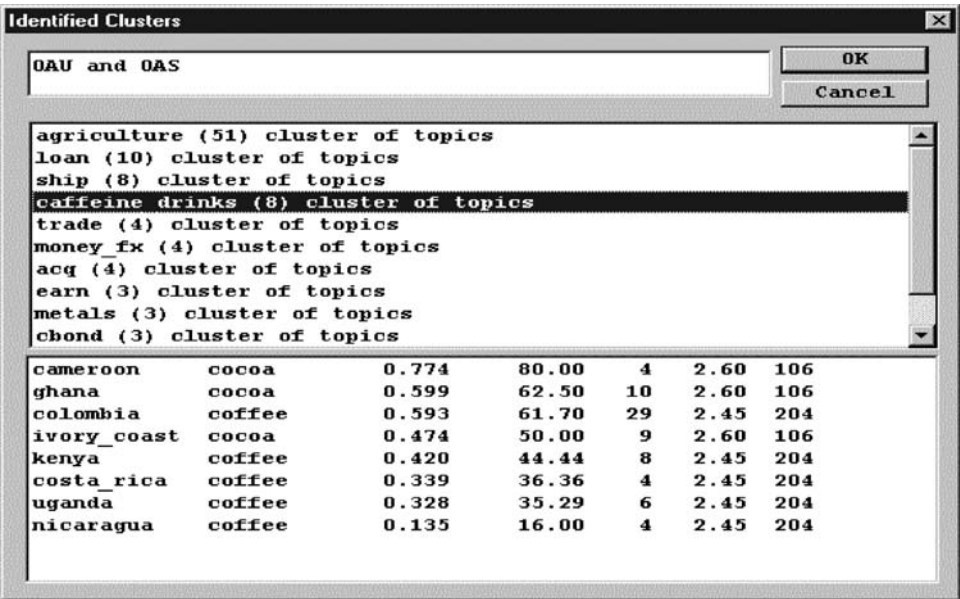 Identified Clusters
OAU and OAS
OK
Cancel
agriculture (51) cluster of topics
loan (10) cluster of topics
ship (8) cluster of topics
caffeine drinks (8) cluster of topics
trade (4) cluster of topics
money_fx (4) cluster of topics
acq (4) cluster of topics
earn (3) cluster of topics
metals (3) cluster of topics
cbond (3) cluster of topics
cameroon cocoa 0.774 80.00 4 2.60 106
ghana cocoa 0.599 62.50 10 2.60 106
colombia coffee 0.593 61.70 29 2.45 204
ivory_coast cocoa 0.474 50.00 9 2.60 106
kenya coffee 0.420 44.44 8 2.45 204
costa_rica coffee 0.339 36.36 4 2.45 204
uganda coffee 0.328 35.29 6 2.45 204
nicaragua coffee 0.135 16.00 4 2.45 204